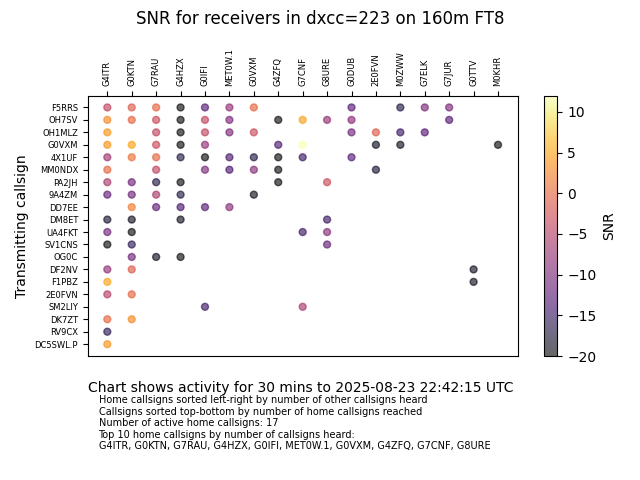 SNR for receivers in dxcc=223 on 160m FT8
G4ITR
G0KTN
G7RAU
G4HZX
G0IFI
MET0W.1
G0VXM
G4ZFQ
G7CNF
G8URE
G0DUB
2E0FVN
M0ZWW
G7ELK
G7JUR
G0TTV
M0KHR
Transmitting callsign
F5RRS
OH7SV
OH1MLZ
G0VXM
4X1UF
MM0NDX
PA2JH
9A4ZM
DD7EE
DM8ET
UA4FKT
SV1CNS
OG0C
DF2NV
F1PBZ
2E0FVN
SM2LIY
DK7ZT
RV9CX
DC5SWL.P
10
5
0
−5
−10
−15
−20
SNR
Chart shows activity for 30 mins to 2025-08-23 22:42:15 UTC
Home callsigns sorted left-right by number of other callsigns heard
Callsigns sorted top-bottom by number of home callsigns reached
Number of active home callsigns: 17
Top 10 home callsigns by number of callsigns heard:
G4ITR, G0KTN, G7RAU, G4HZX, G0IFI, MET0W.1, G0VXM, G4ZFQ, G7CNF, G8URE